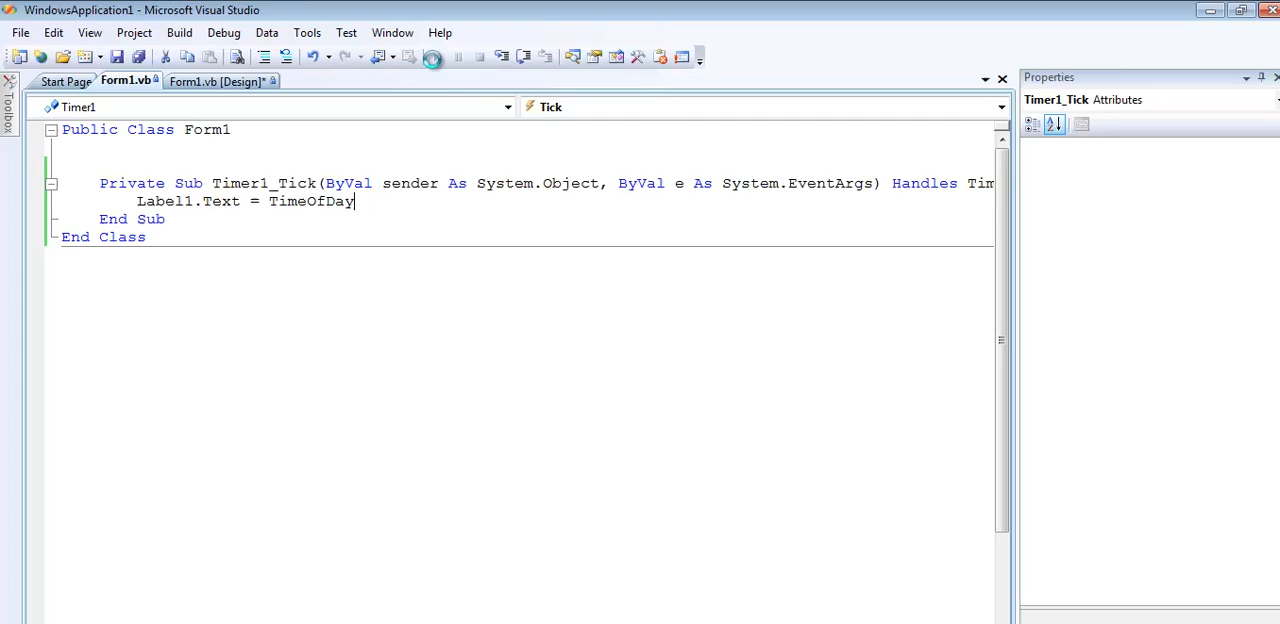 WindowsApplication1 - Microsoft Visual Studio
File Edit View Project Build Debug Data Tools Test Window Help
Start Page Form1.vb Form1.vb [Design]*
Properties
Toolbox
Timer1 Tick
Timer1_Tick Attributes
Public Class Form1
Private Sub Timer1_Tick(ByVal sender As System.Object, ByVal e As System.EventArgs) Handles Tim
Label1.Text = TimeOfDay
End Sub
End Class